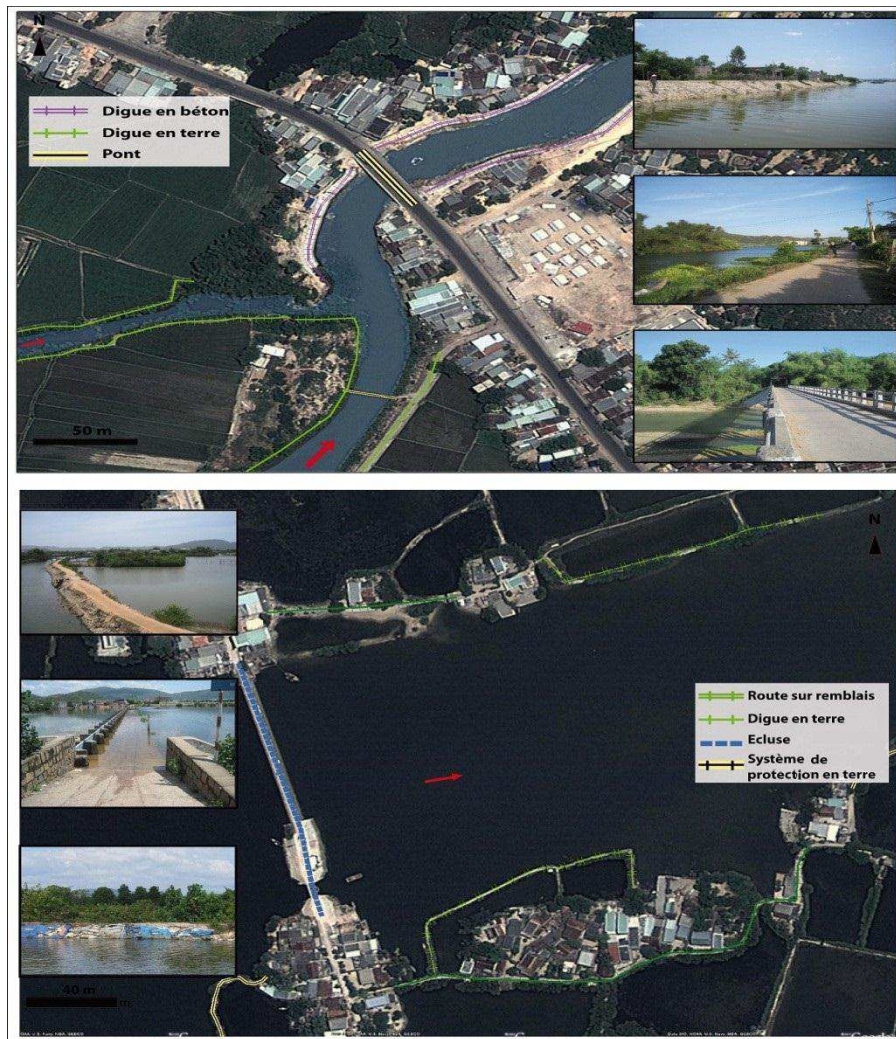 N
Digue en béton
Digue en terre
Pont
50 m
N
Route sur remblais
Digue en terre
Ecluse
Système de
protection en terre
40 m
m